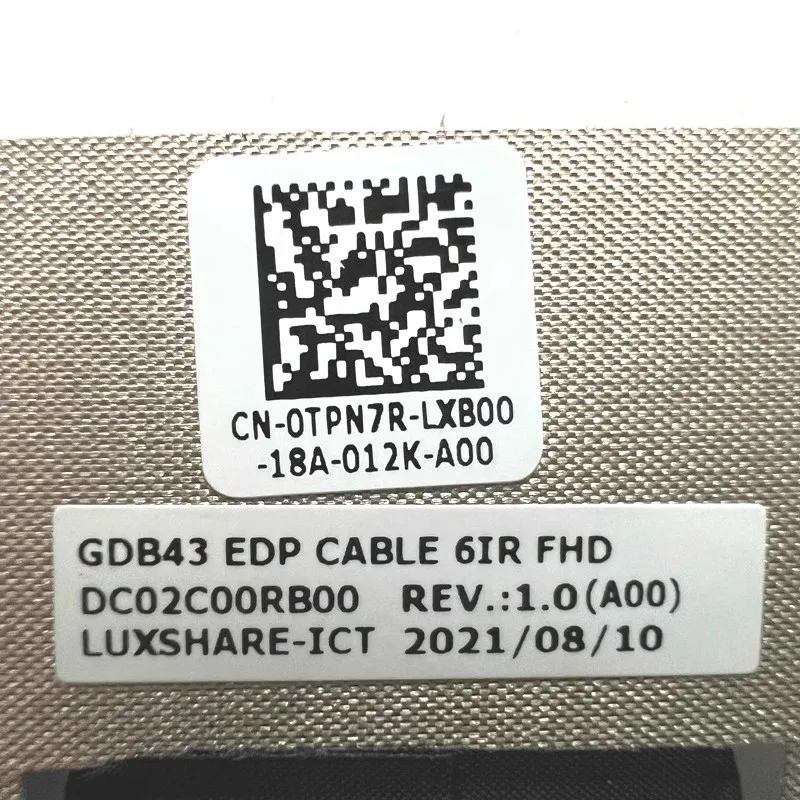 CN-0TPN7R-LXB00
-18A-012K-A00
GDB43 EDP CABLE 6IR FHD
DC02C00RB00 REV.:1.0(A00)
LUXSHARE-ICT 2021/08/10